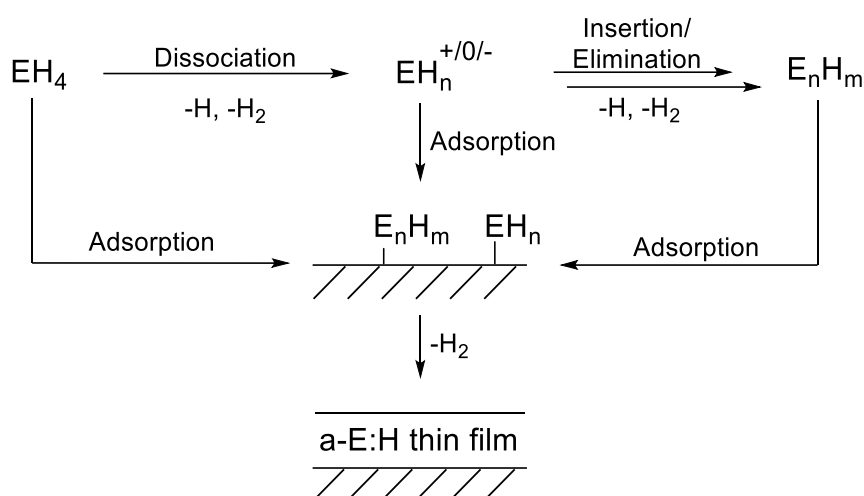 EH₄
Dissociation
-H, -H₂
EHₙ⁺/⁰/⁻
Insertion/
Elimination
-H, -H₂
EₙHₘ
Adsorption
Adsorption
EₙHₘ
EHₙ
Adsorption
-H₂
a-E:H thin film